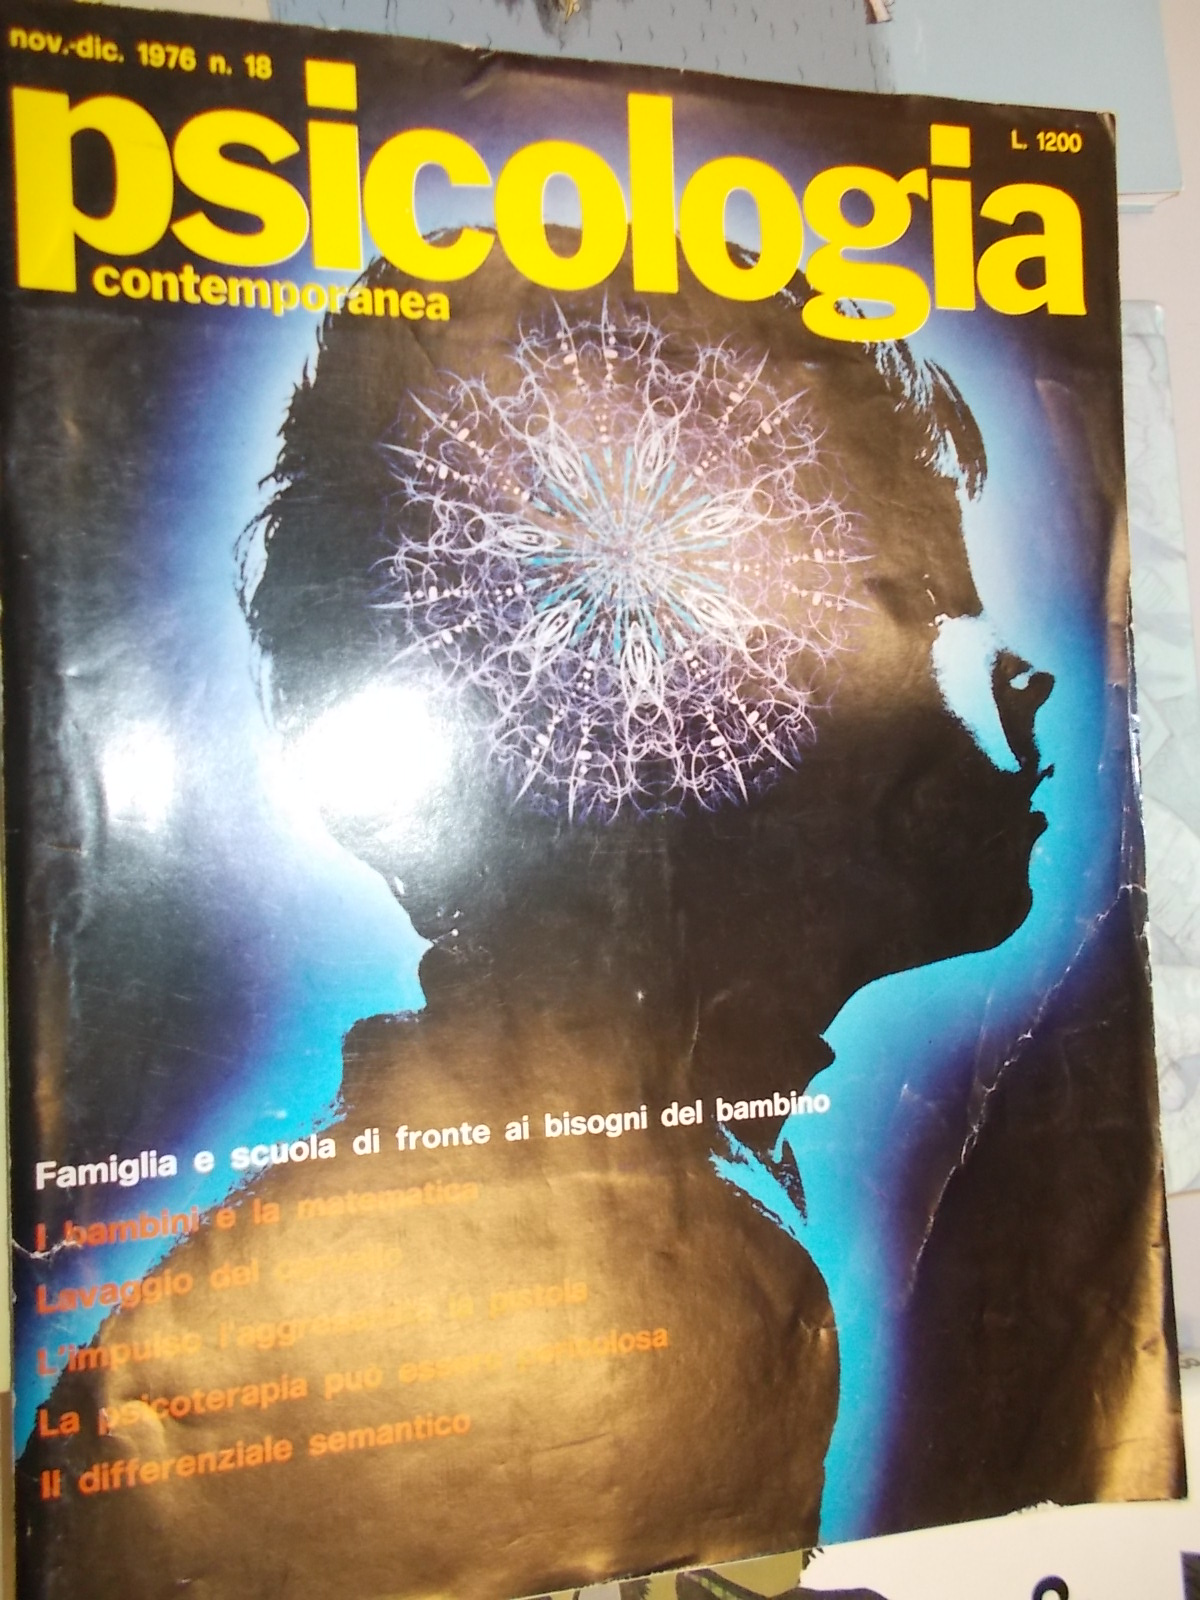 nov.-dic. 1976 n. 18
L. 1200
psicologia
contemporanea
Famiglia e scuola di fronte ai bisogni del bambino
I bambini e la matematica
Lavaggio del cervello
L'impulso l'aggressività la pistola
La psicoterapia può essere pericolosa
Il differenziale semantico